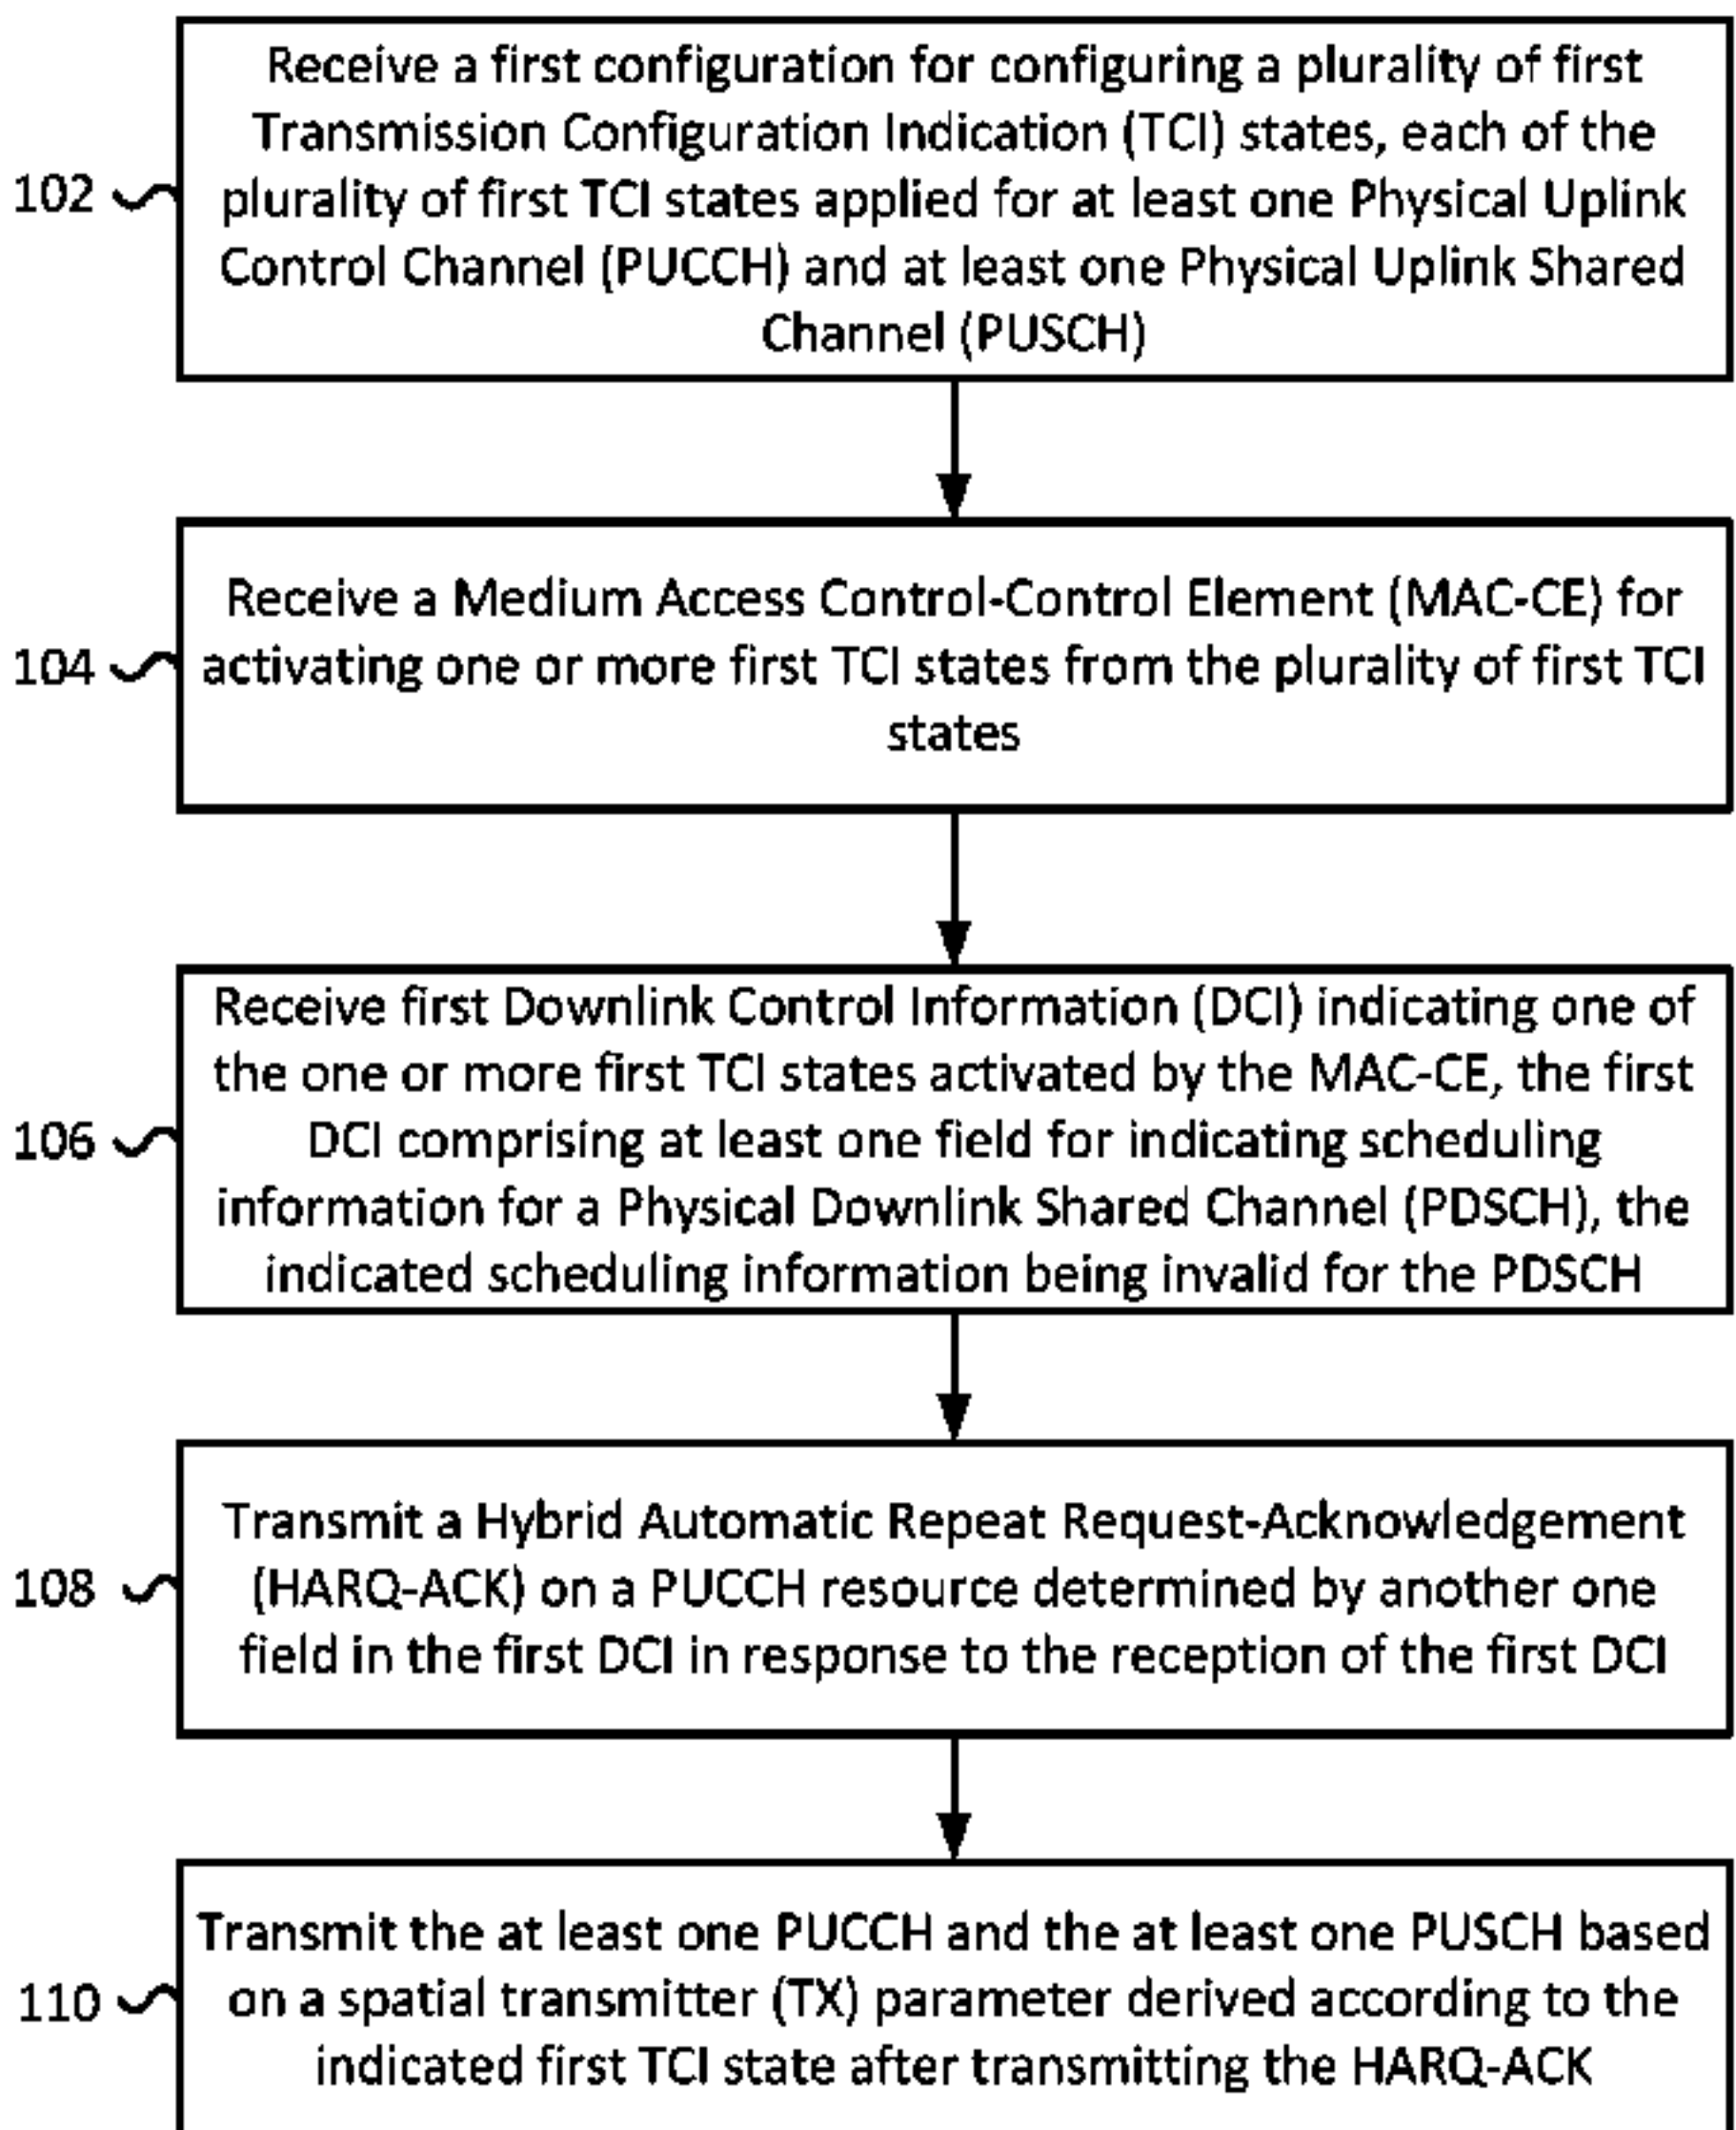 Receive a first configuration for configuring a plurality of first
Transmission Configuration Indication (TCI) states, each of the
102
plurality of first TCI states applied for at least one Physical Uplink
Control Channel (PUCCH) and at least one Physical Uplink Shared
Channel (PUSCH)
Receive a Medium Access Control-Control Element (MAC-CE) for
104
activating one or more first TCI states from the plurality of first TCI
states
Receive first Downlink Control Information (DCI) indicating one of
the one or more first TCI states activated by the MAC-CE, the first
106
DCI comprising at least one field for indicating scheduling
information for a Physical Downlink Shared Channel (PDSCH), the
indicated scheduling information being invalid for the PDSCH
Transmit a Hybrid Automatic Repeat Request-Acknowledgement
108
(HARQ-ACK) on a PUCCH resource determined by another one
field in the first DCI in response to the reception of the first DCI
Transmit the at least one PUCCH and the at least one PUSCH based
110
on a spatial transmitter (TX) parameter derived according to the
indicated first TCI state after transmitting the HARQ-ACK